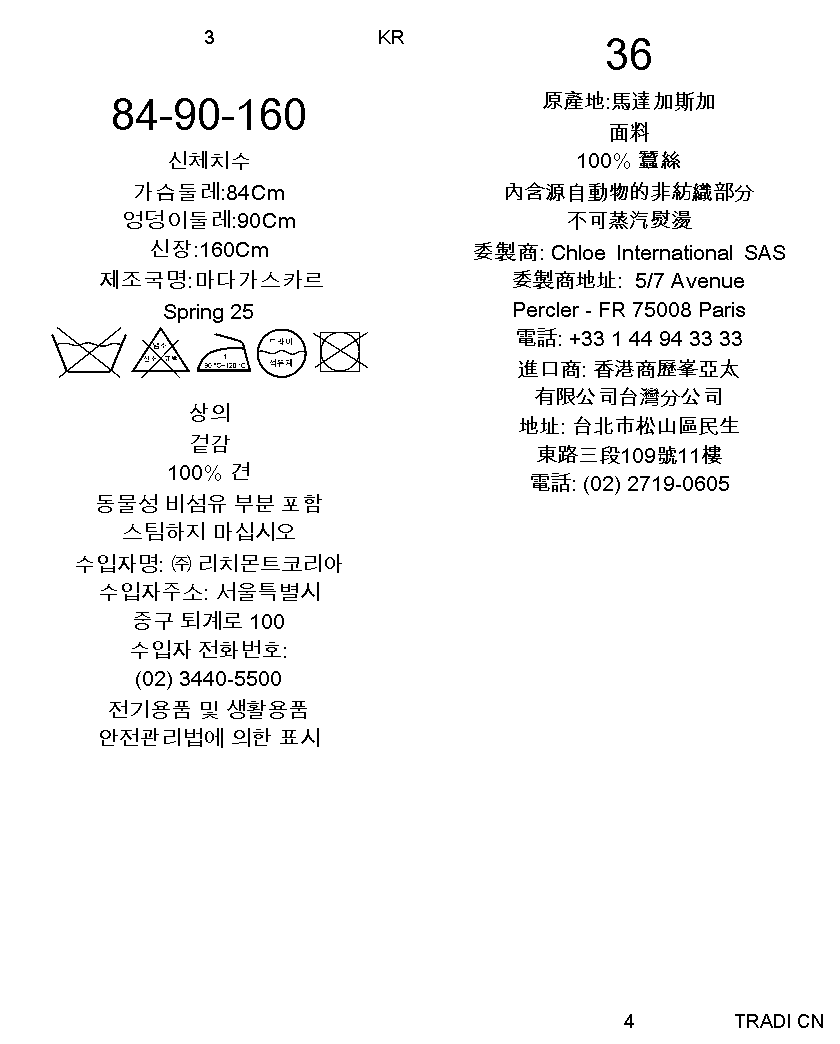 3 KR
84-90-160
신체치수
가슴둘레:84Cm
엉덩이둘레:90Cm
신장:160Cm
제조국명:마다가스카르
Spring 25
염소
산소 표백
1
90 °C~120 °C
드라이
석유계
상의
겉감
100% 견
동물성 비섬유 부분 포함
스팀하지 마십시오
수입자명: ㈜ 리치몬트코리아
수입자주소: 서울특별시
중구 퇴계로 100
수입자 전화번호:
(02) 3440-5500
전기용품 및 생활용품
안전관리법에 의한 표시
36
原產地:馬達加斯加
面料
100% 蠶絲
內含源自動物的非紡織部分
不可蒸汽熨燙
委製商: Chloe International SAS
委製商地址: 5/7 Avenue
Percler - FR 75008 Paris
電話: +33 1 44 94 33 33
進口商: 香港商歷峯亞太
有限公司台灣分公司
地址: 台北市松山區民生
東路三段109號11樓
電話: (02) 2719-0605
4 TRADI CN